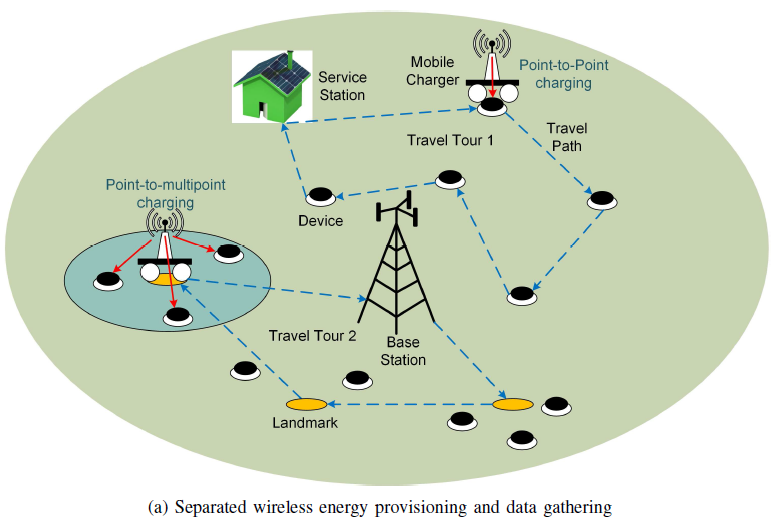 Service
Station
Mobile
Charger
Point-to-Point
charging
Travel Tour 1
Travel
Path
Point-to-multipoint
charging
Device
Travel Tour 2
Base
Station
Landmark
(a) Separated wireless energy provisioning and data gathering